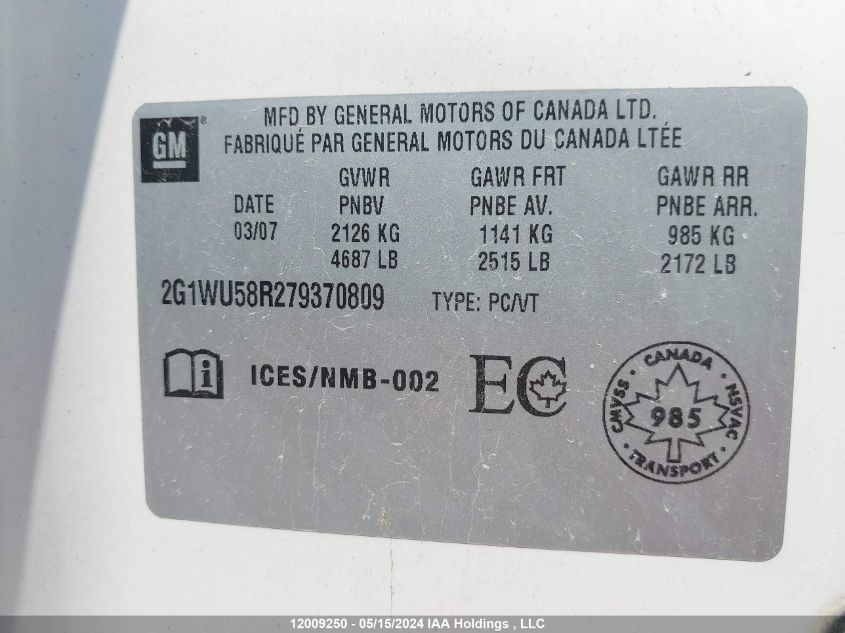 MFD BY GENERAL MOTORS OF CANADA LTD.
FABRIQUÉ PAR GENERAL MOTORS DU CANADA LTÉE
GM®
GVWR GAWR FRT GAWR RR
DATE PNBV PNBE AV. PNBE ARR.
03/07 2126 KG 1141 KG 985 KG
4687 LB 2515 LB 2172 LB
2G1WU58R279370809 TYPE: PC/VT
i ICES/NMB-002 EC
CANADA
CMVSS 985 NSVAC
TRANSPORT
12009250 - 05/15/2024 IAA Holdings , LLC